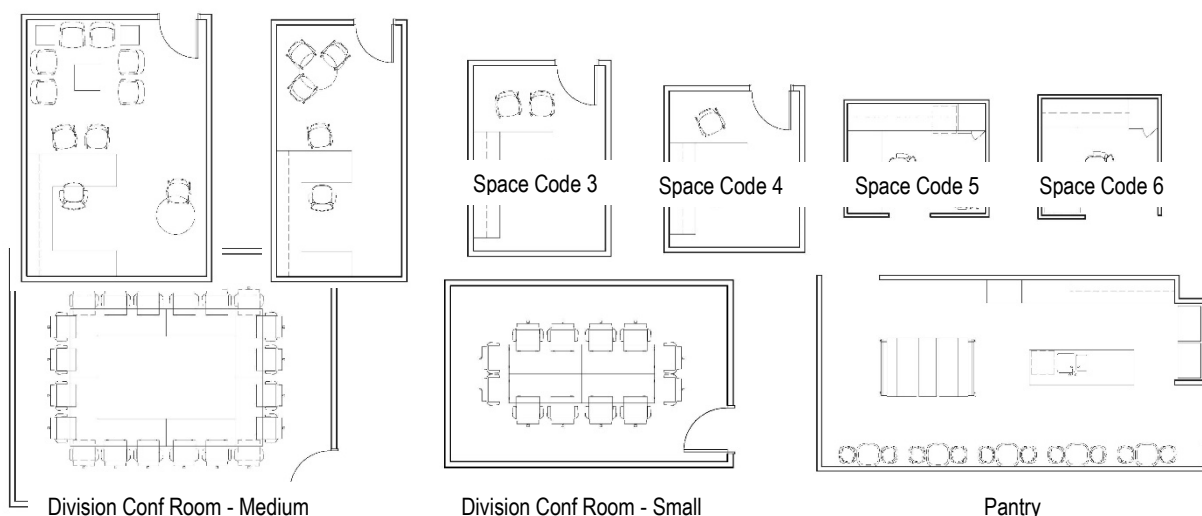 Space Code 3
Space Code 4
Space Code 5
Space Code 6
Division Conf Room - Medium
Division Conf Room - Small
Pantry